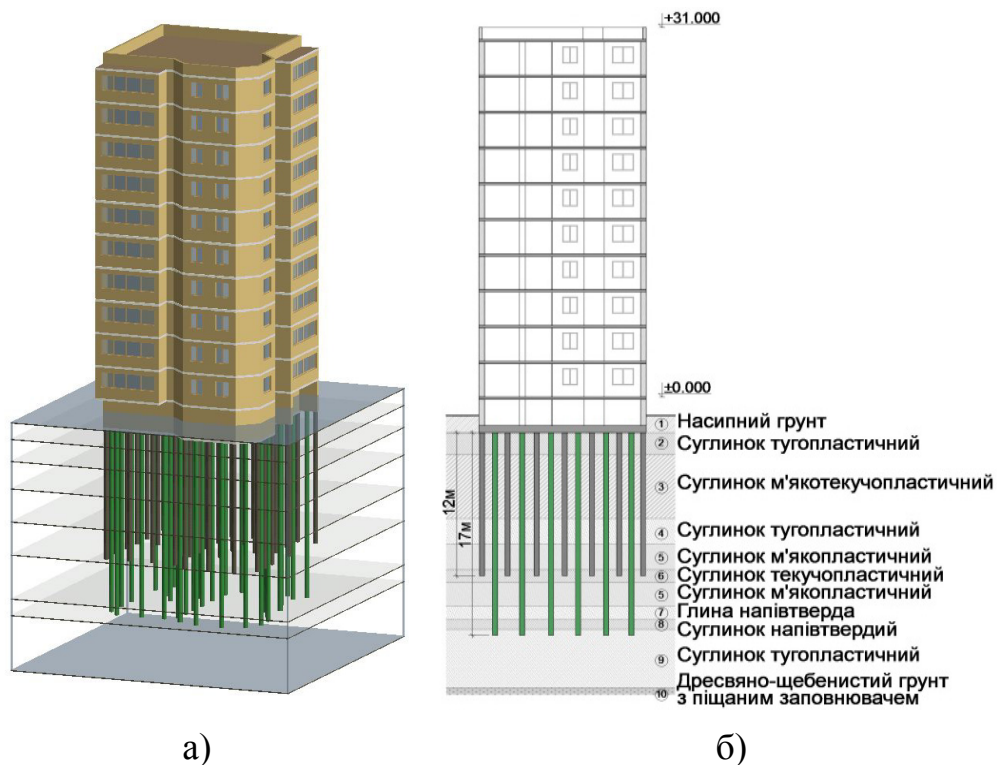 +31.000
±0.000
1 Насипний грунт
2 Суглинок тугопластичний
3 Суглинок м'якотекучопластичний
4 Суглинок тугопластичний
5 Суглинок м'якопластичний
6 Суглинок текучопластичний
5 Суглинок м'якопластичний
7 Глина напівтверда
8 Суглинок напівтвердий
9 Суглинок тугопластичний
10 Дресвяно-щебенистий грунт
з піщаним заповнювачем
12м
17м
а)
б)